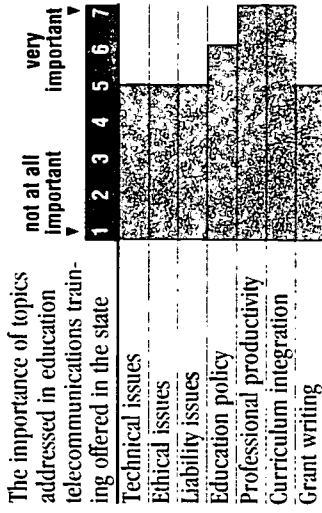 The importance of topics
addressed in education
telecommunications train-
ing offered in the state
not at all
important
very
important
1 2 3 4 5 6 7
Technical issues
Ethical issues
Liability issues
Education policy
Professional productivity
Curriculum integration
Grant writing